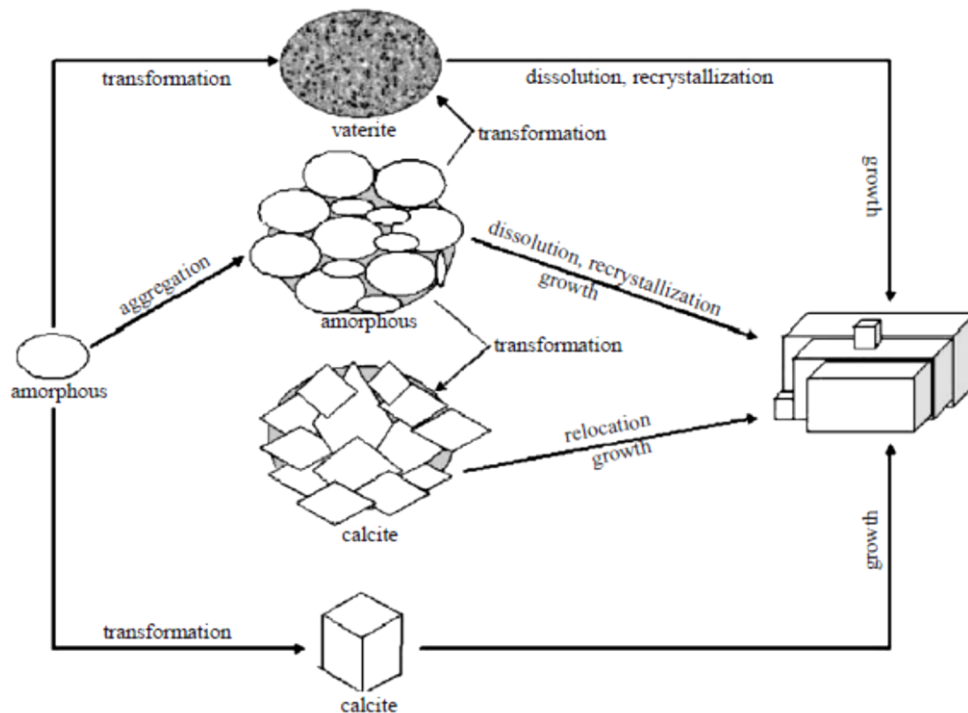 transformation
vaterite
dissolution, recrystallization
transformation
growth
aggregation
amorphous
dissolution, recrystallization
growth
amorphous
transformation
relocation
growth
calcite
growth
transformation
calcite